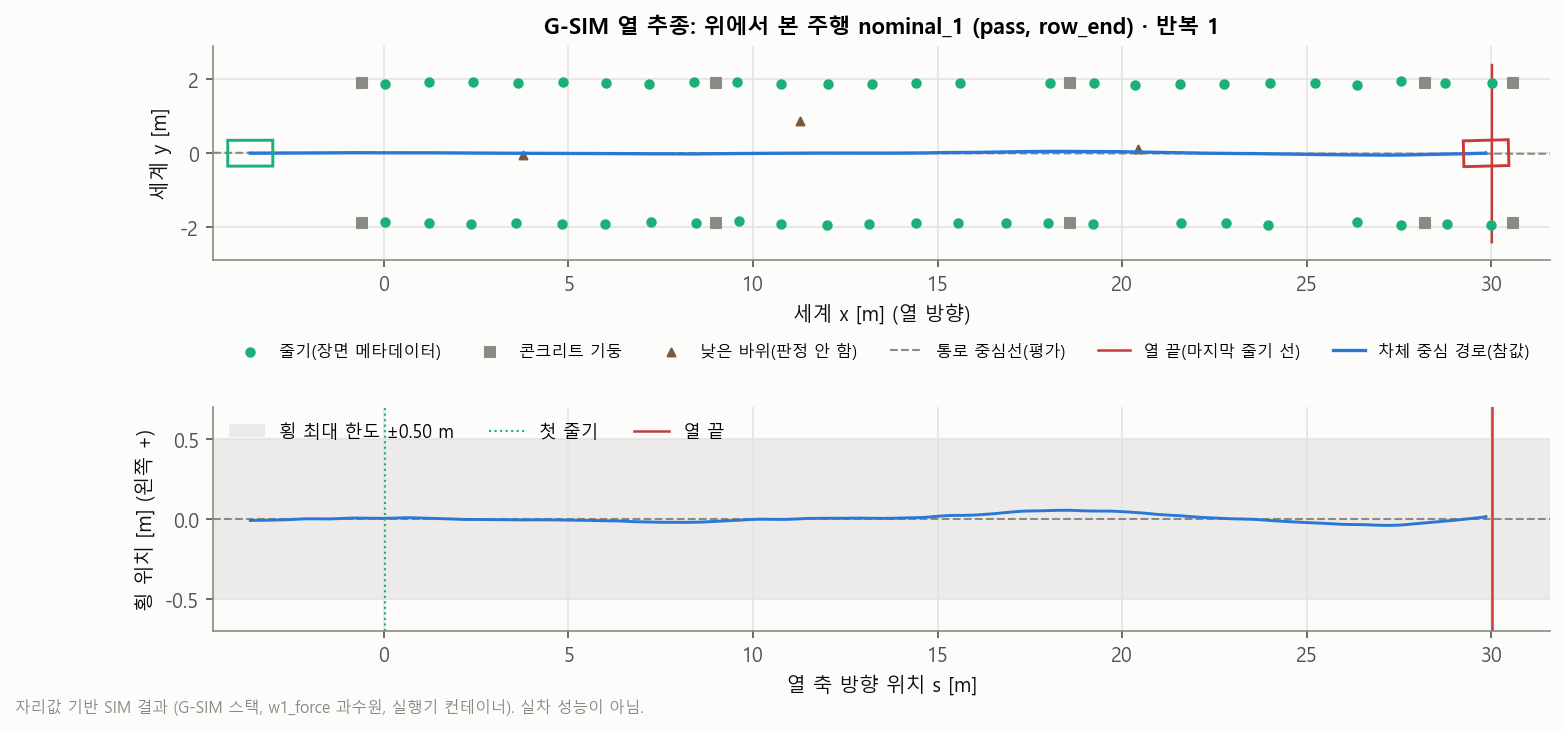 G-SIM 열 추종: 위에서 본 주행 nominal_1 (pass, row_end) · 반복 1
세계 y [m]
2
0
-2
0 5 10 15 20 25 30
세계 x [m] (열 방향)
줄기(장면 메타데이터) 콘크리트 기둥 낮은 바위(판정 안 함) 통로 중심선(평가) 열 끝(마지막 줄기 선) 차체 중심 경로(참값)
횡 위치 [m] (왼쪽 +)
횡 최대 한도 ±0.50 m 첫 줄기 열 끝
0.5
0.0
-0.5
0 5 10 15 20 25 30
열 축 방향 위치 s [m]
자리값 기반 SIM 결과 (G-SIM 스택, w1_force 과수원, 실행기 컨테이너). 실차 성능이 아님.